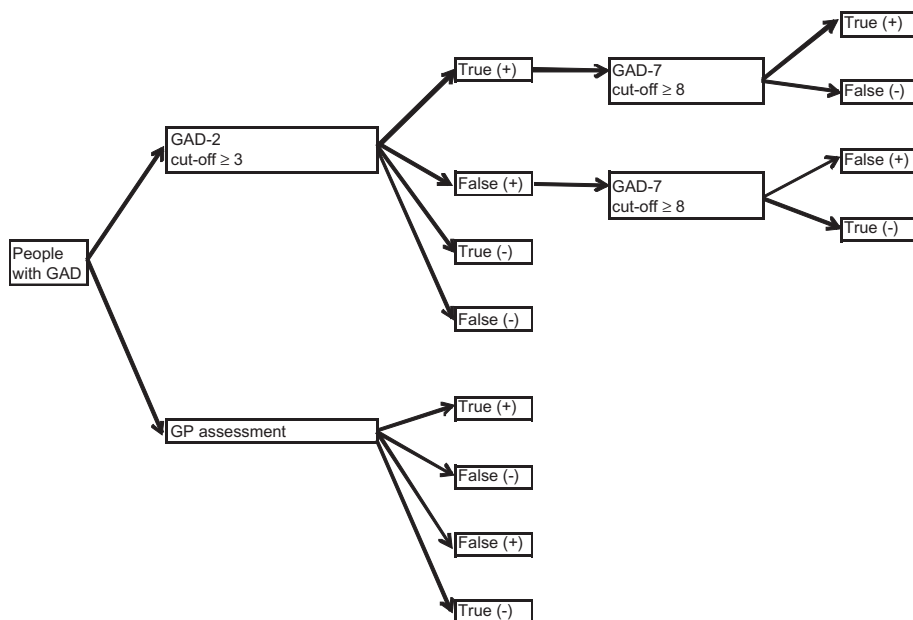 People
with GAD
GAD-2
cut-off ≥ 3
True (+)
GAD-7
cut-off ≥ 8
True (+)
False (-)
False (+)
GAD-7
cut-off ≥ 8
False (+)
True (-)
True (-)
False (-)
GP assessment
True (+)
False (-)
False (+)
True (-)